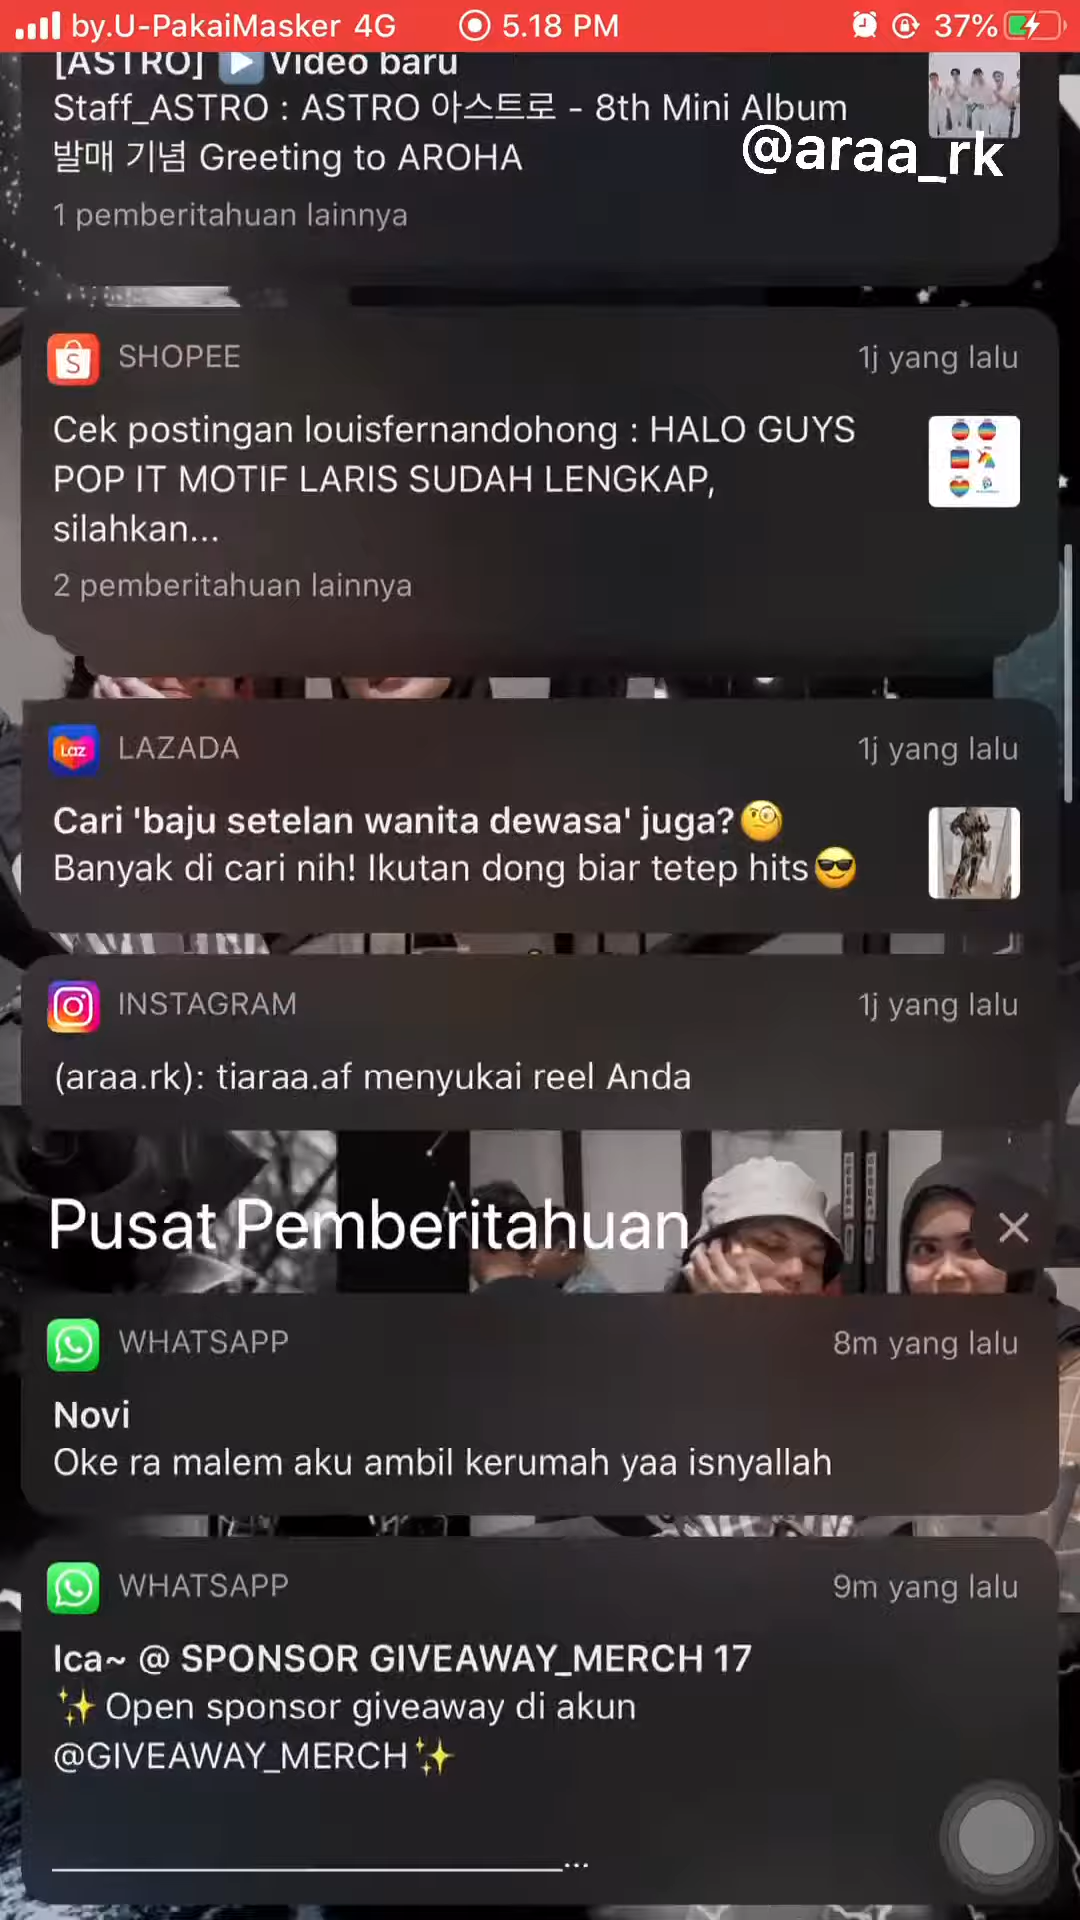 by.U-PakaiMasker 4G 5.18 PM 37%
[ASTRO] ▶️ Video baru
Staff_ASTRO : ASTRO 아스트로 - 8th Mini Album
발매 기념 Greeting to AROHA
@araa_rk
1 pemberitahuan lainnya
SHOPEE 1j yang lalu
Cek postingan louisfernandohong : HALO GUYS
POP IT MOTIF LARIS SUDAH LENGKAP,
silahkan...
2 pemberitahuan lainnya
Laz LAZADA 1j yang lalu
Cari 'baju setelan wanita dewasa' juga?🧐
Banyak di cari nih! Ikutan dong biar tetep hits😎
INSTAGRAM 1j yang lalu
(araa.rk): tiaraa.af menyukai reel Anda
Pusat Pemberitahuan
WHATSAPP 8m yang lalu
Novi
Oke ra malem aku ambil kerumah yaa isnyallah
WHATSAPP 9m yang lalu
Ica~ @ SPONSOR GIVEAWAY_MERCH 17
✨ Open sponsor giveaway di akun
@GIVEAWAY_MERCH✨
______________________________...